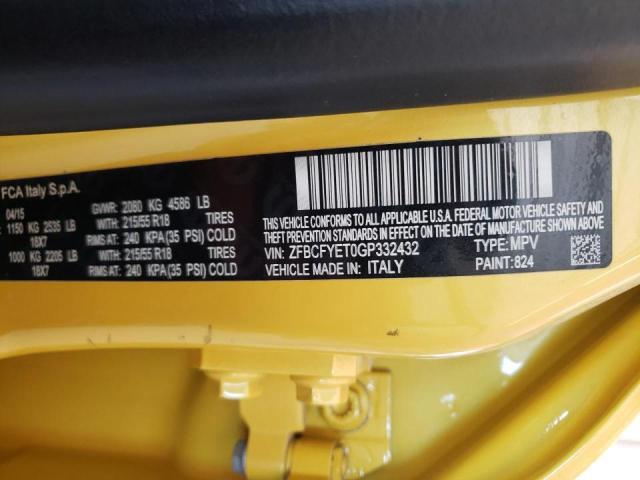 FCA Italy S.p.A.
04/15 GVWR: 2080 KG 4586 LB
1150 KG 2535 LB WITH: 215/55 R18 TIRES
18X7 RIMS AT: 240 KPA(35 PSI) COLD
1000 KG 2205 LB WITH: 215/55 R18 TIRES
18X7 RIMS AT: 240 KPA(35 PSI) COLD
THIS VEHICLE CONFORMS TO ALL APPLICABLE U.S. FEDERAL MOTOR VEHICLE SAFETY AND
THEFT PREVENTION STANDARDS IN EFFECT ON THE DATE OF MANUFACTURE SHOWN ABOVE.
VIN: ZFBCFYET0GP332432 TYPE: MPV
VEHICLE MADE IN: ITALY PAINT: 824